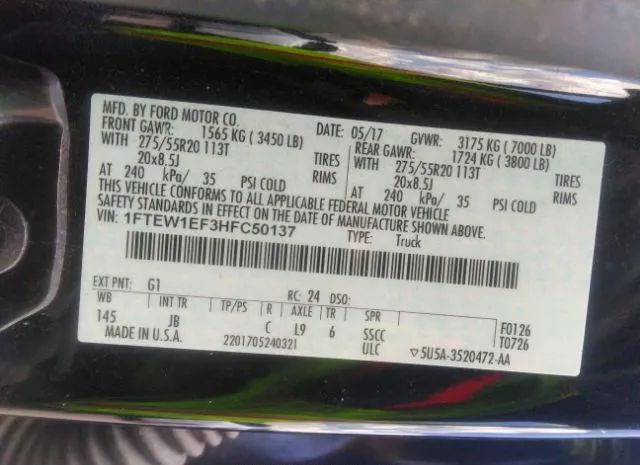 MFD. BY FORD MOTOR CO.
DATE: 05/17 GVWR: 3175 KG ( 7000 LB)
FRONT GAWR: 1565 KG ( 3450 LB) REAR GAWR: 1724 KG ( 3800 LB)
WITH 275/55R20 113T TIRES WITH 275/55R20 113T TIRES
20x8.5J 20x8.5J
AT 240 kPa/ 35 PSI COLD AT 240 kPa/ 35 PSI COLD
THIS VEHICLE CONFORMS TO ALL APPLICABLE FEDERAL MOTOR VEHICLE
SAFETY STANDARDS IN EFFECT ON THE DATE OF MANUFACTURE SHOWN ABOVE.
VIN: 1FTEW1EF3HFC50137
TYPE: Truck
EXT PNT: G1 RC: 24 DSO:
WB INT TR TP/PS R AXLE TR SPR F0126
145 JB C L9 6 SSCC T0726
MADE IN U.S.A. 2201705240321 ULC ▽5U5A-3520472-AA